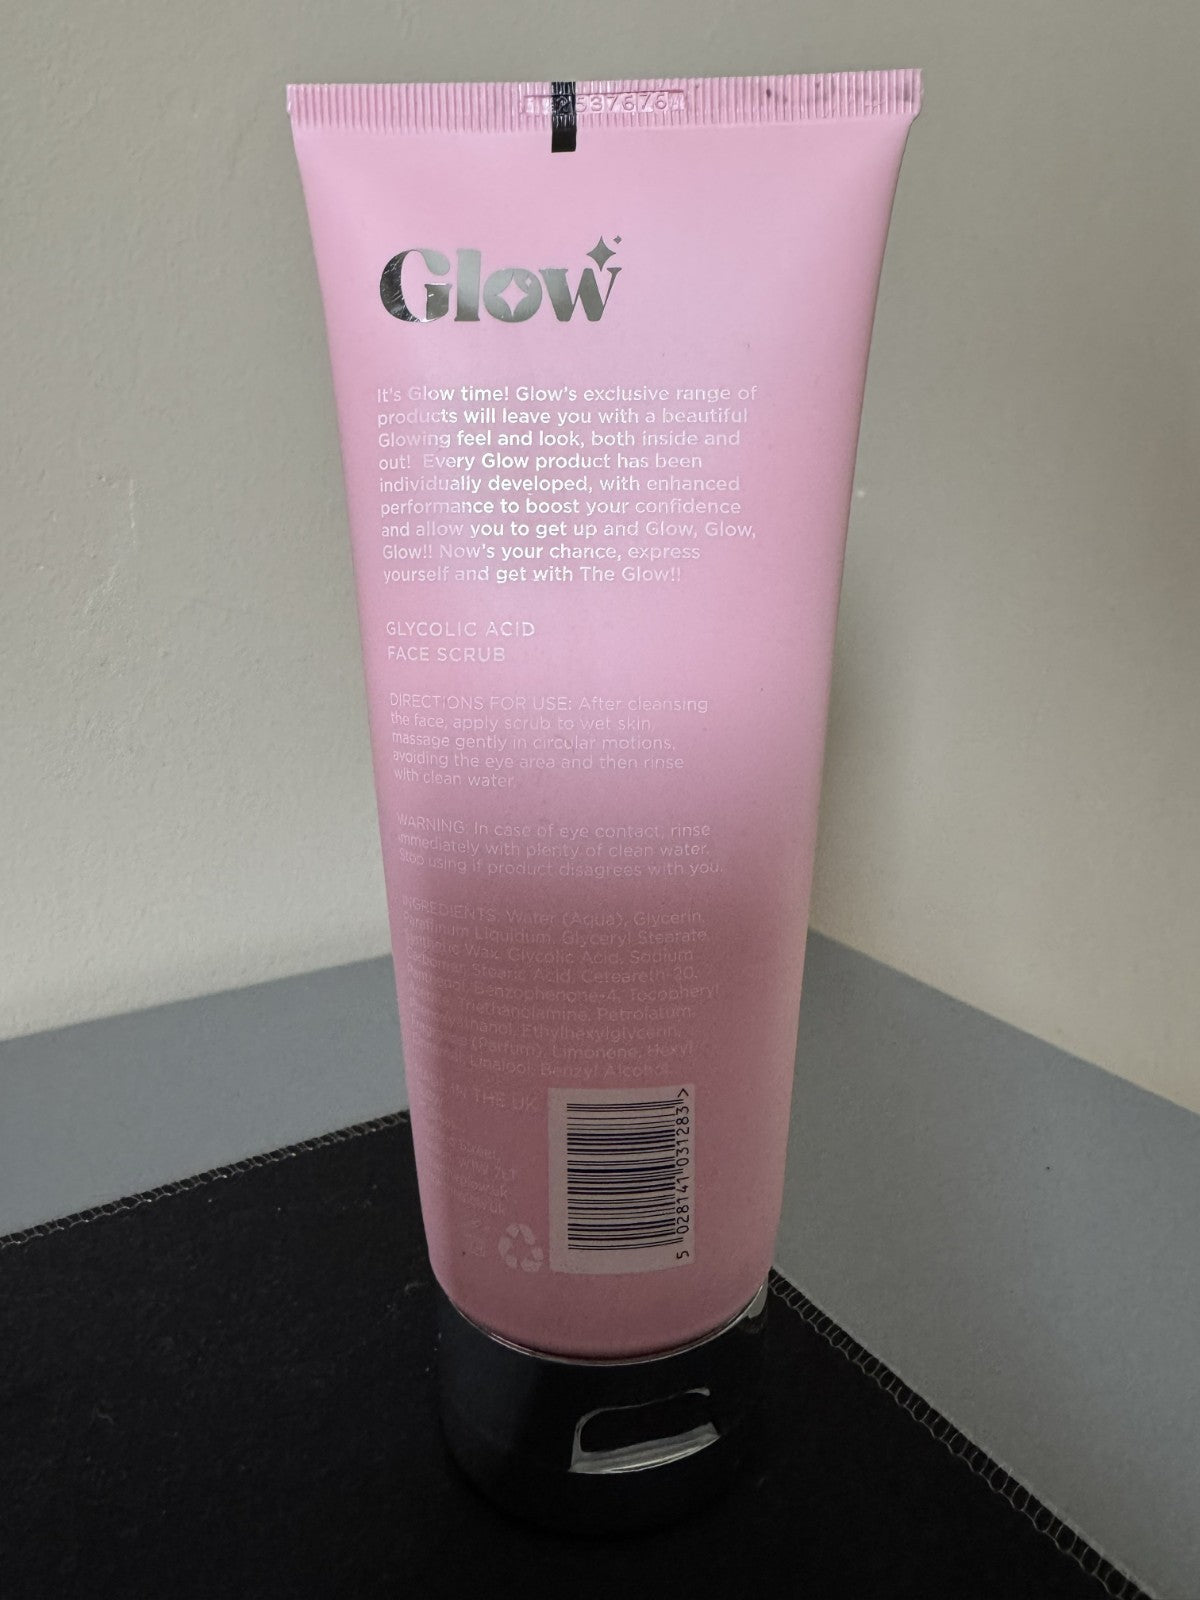 537676
Glow
It's Glow time! Glow's exclusive range of
products will leave you with a beautiful
Glowing feel and look, both inside and
out! Every Glow product has been
individually developed, with enhanced
performance to boost your confidence
and allow you to get up and Glow, Glow,
Glow!! Now's your chance, express
yourself and get with The Glow!!
GLYCOLIC ACID
FACE SCRUB
DIRECTIONS FOR USE: After cleansing
the face, apply scrub to wet skin,
massage gently in circular motions,
avoiding the eye area and then rinse
with clean water.
WARNING: In case of eye contact, rinse
immediately with plenty of clean water.
Stop using if product disagrees with you.
INGREDIENTS: Water (Aqua), Glycerin,
Paraffinum Liquidum, Glyceryl Stearate,
Synthetic Wax, Glycolic Acid, Sodium
Carbomer, Stearic Acid, Ceteareth-20,
Panthenol, Benzophenone-4, Tocopheryl
Acetate, Triethanolamine, Petrolatum,
Ethylhexylglycerin,
(Parfum), Limonene, Hexyl
Linalool, Benzyl Alcohol.
IN THE UK
5 028141 031283 >